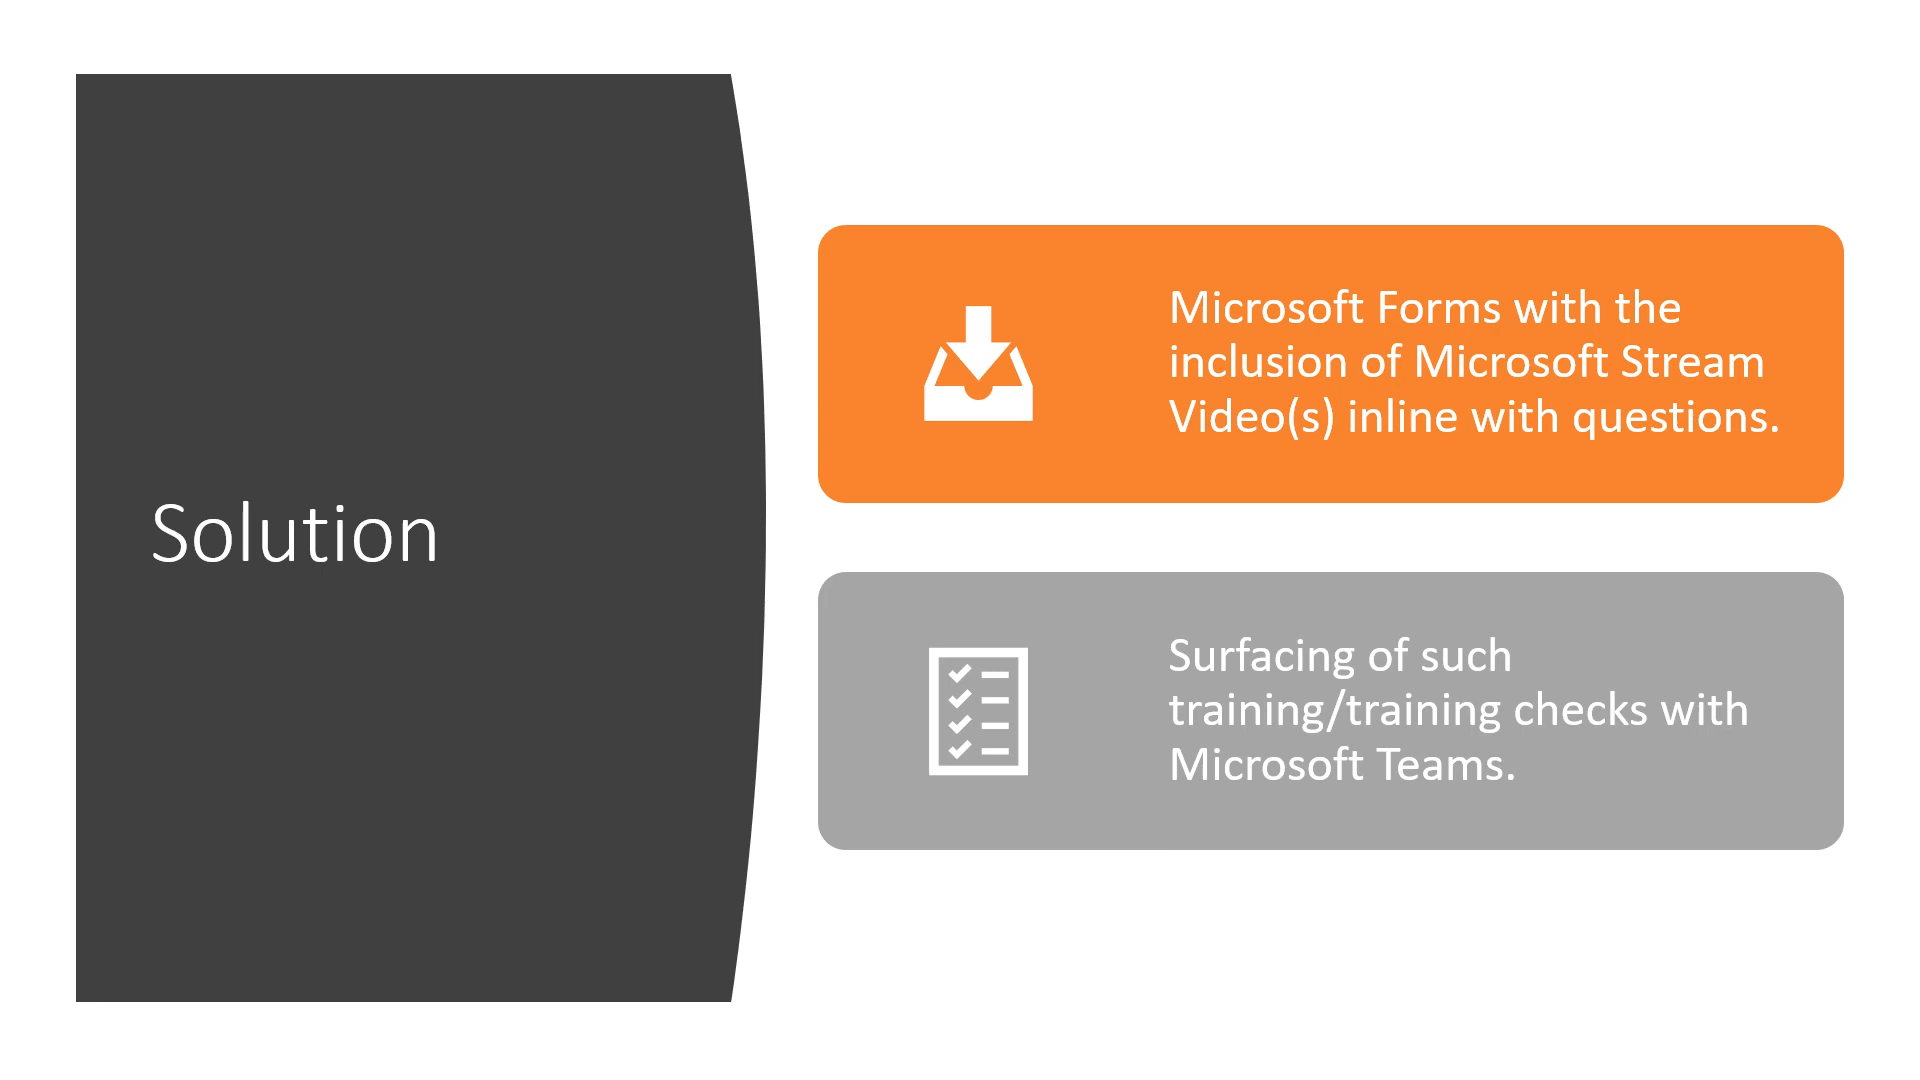 Solution
Microsoft Forms with the
inclusion of Microsoft Stream
Video(s) inline with questions.
Surfacing of such
training/training checks with
Microsoft Teams.